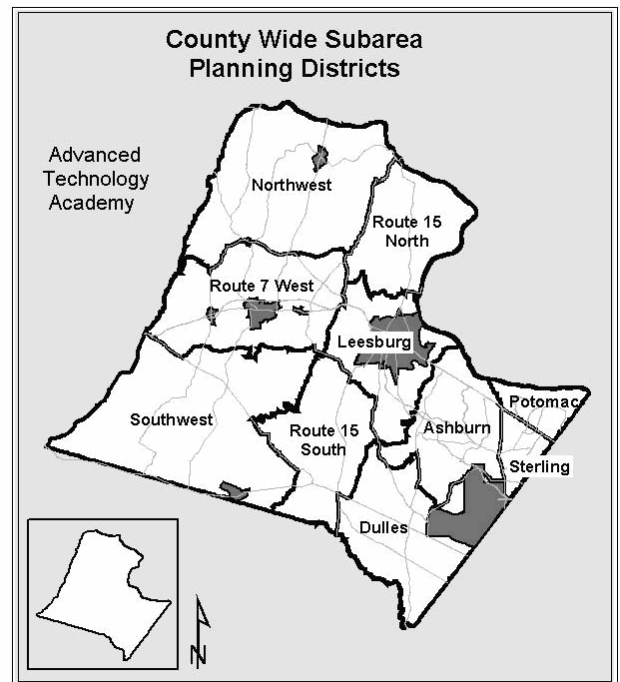 County Wide Subarea
Planning Districts
Advanced
Technology
Academy
Northwest
Route 15
North
Route 7 West
Leesburg
Potomac
Southwest
Route 15
South
Ashburn
Sterling
Dulles
N